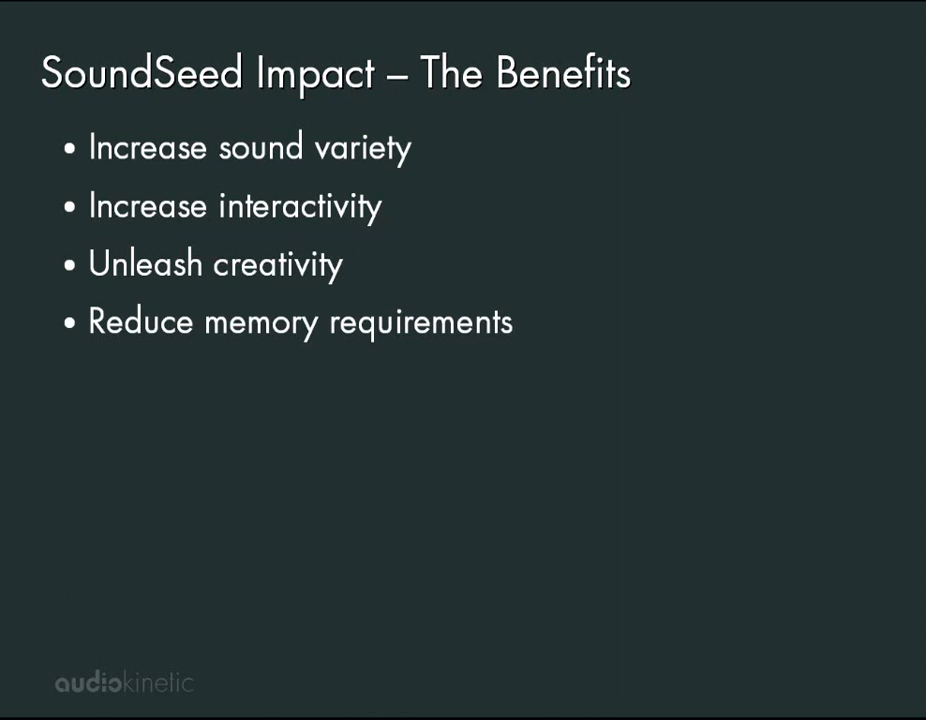 SoundSeed Impact – The Benefits
• Increase sound variety
• Increase interactivity
• Unleash creativity
• Reduce memory requirements
audiokinetic